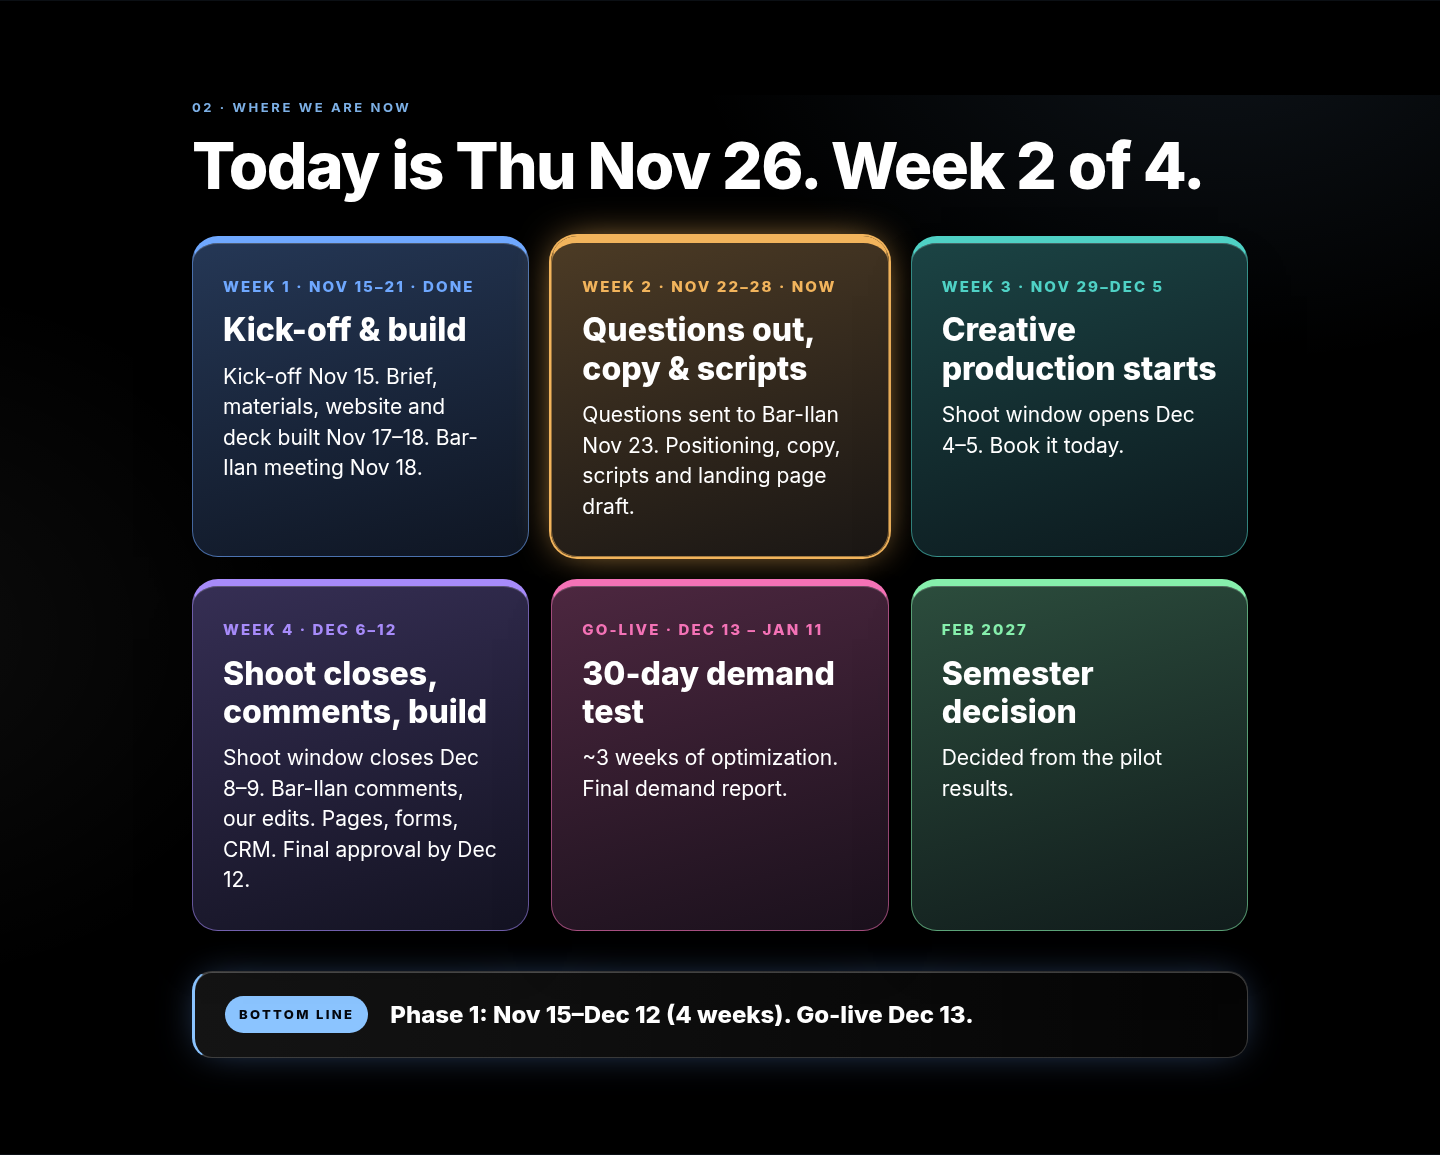 02 · WHERE WE ARE NOW
Today is Thu Nov 26. Week 2 of 4.
WEEK 1 · NOV 15–21 · DONE
Kick-off & build
Kick-off Nov 15. Brief,
materials, website and
deck built Nov 17–18. Bar-
Ilan meeting Nov 18.
WEEK 2 · NOV 22–28 · NOW
Questions out,
copy & scripts
Questions sent to Bar-Ilan
Nov 23. Positioning, copy,
scripts and landing page
draft.
WEEK 3 · NOV 29–DEC 5
Creative
production starts
Shoot window opens Dec
4–5. Book it today.
WEEK 4 · DEC 6–12
Shoot closes,
comments, build
Shoot window closes Dec
8–9. Bar-Ilan comments,
our edits. Pages, forms,
CRM. Final approval by Dec
12.
GO-LIVE · DEC 13 – JAN 11
30-day demand
test
~3 weeks of optimization.
Final demand report.
FEB 2027
Semester
decision
Decided from the pilot
results.
BOTTOM LINE
Phase 1: Nov 15–Dec 12 (4 weeks). Go-live Dec 13.